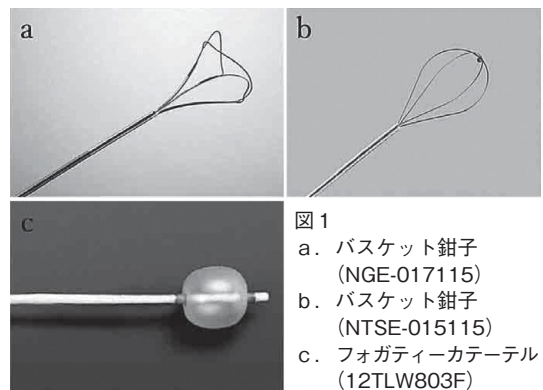 a
b
c
図1
a．バスケット鉗子
(NGE-017115)
b．バスケット鉗子
(NTSE-015115)
c．フォガティーカテーテル
(12TLW803F)